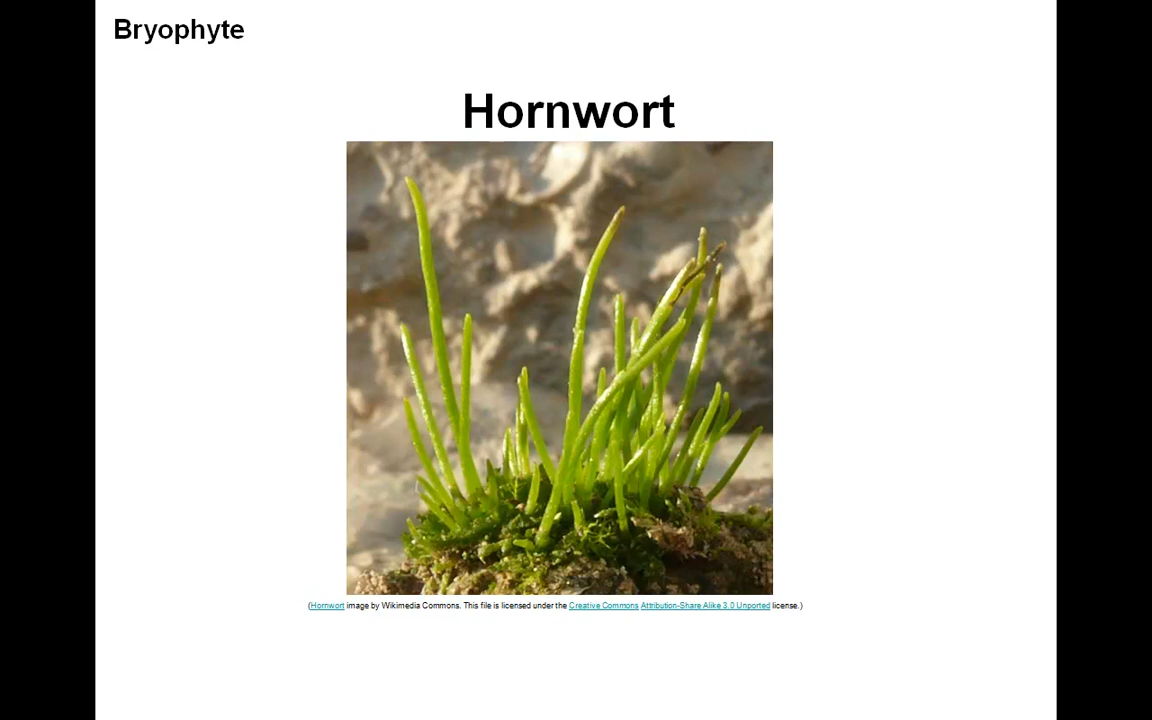 Bryophyte
Hornwort
(Hornwort image by Wikimedia Commons. This file is licensed under the Creative Commons Attribution-Share Alike 3.0 Unported license.)